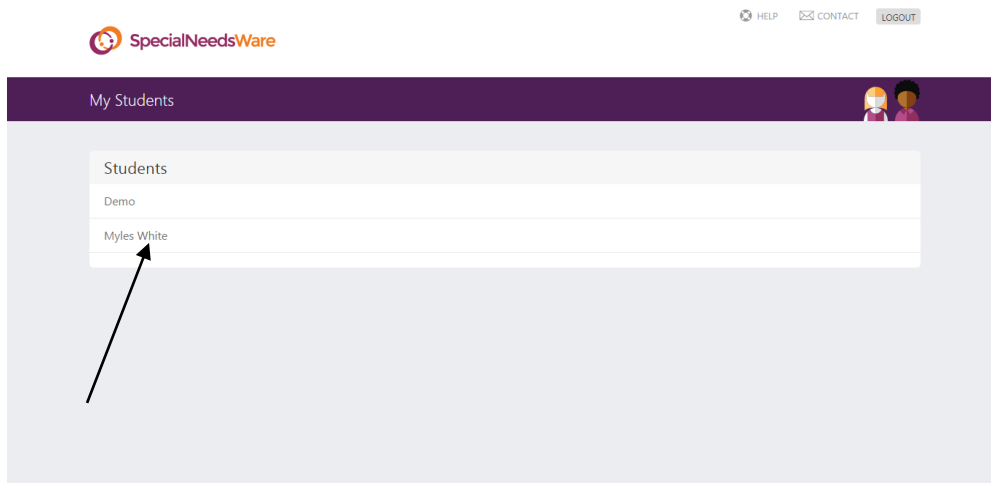 HELP
CONTACT
LOGOUT
SpecialNeedsWare
My Students
Students
Demo
Myles White